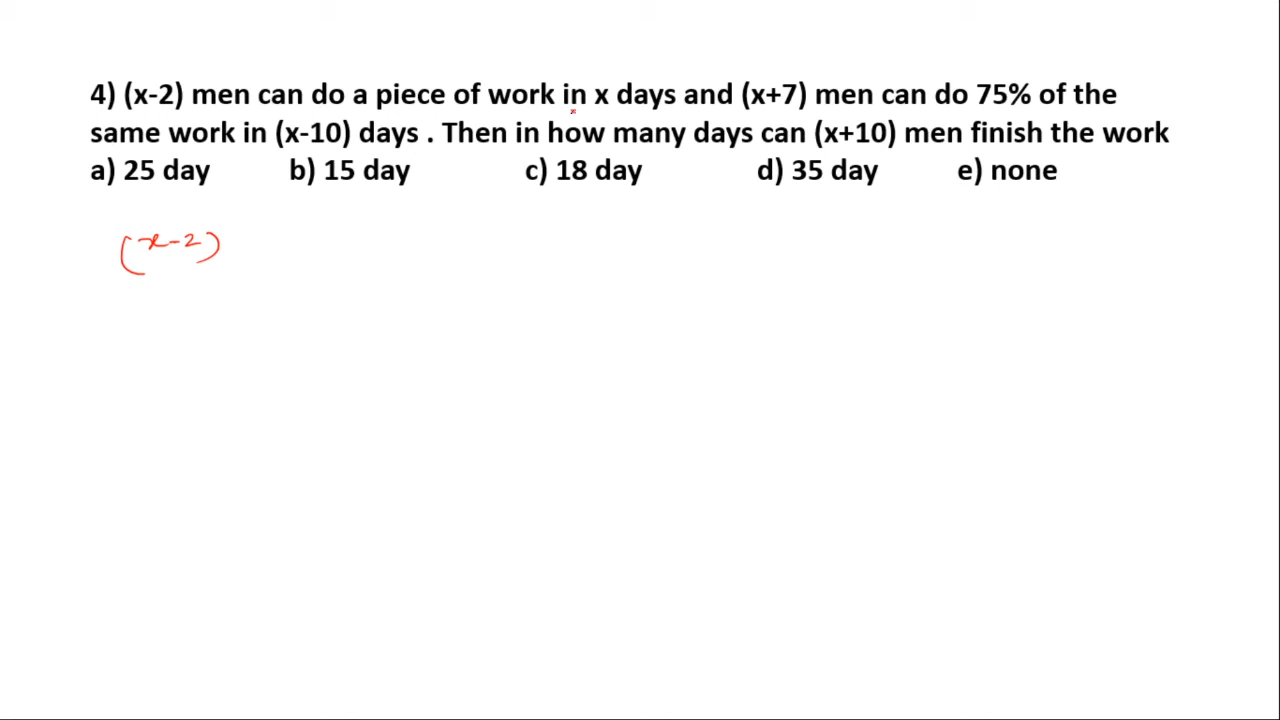 4) (x-2) men can do a piece of work in x days and (x+7) men can do 75% of the
same work in (x-10) days . Then in how many days can (x+10) men finish the work
a) 25 day b) 15 day c) 18 day d) 35 day e) none
(x-2)